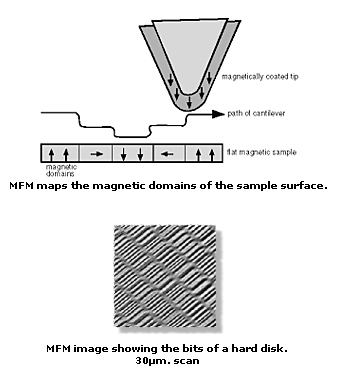 magnetically coated tip
path of cantilever
flat magnetic sample
magnetic
domains
MFM maps the magnetic domains of the sample surface.
MFM image showing the bits of a hard disk.
30µm. scan